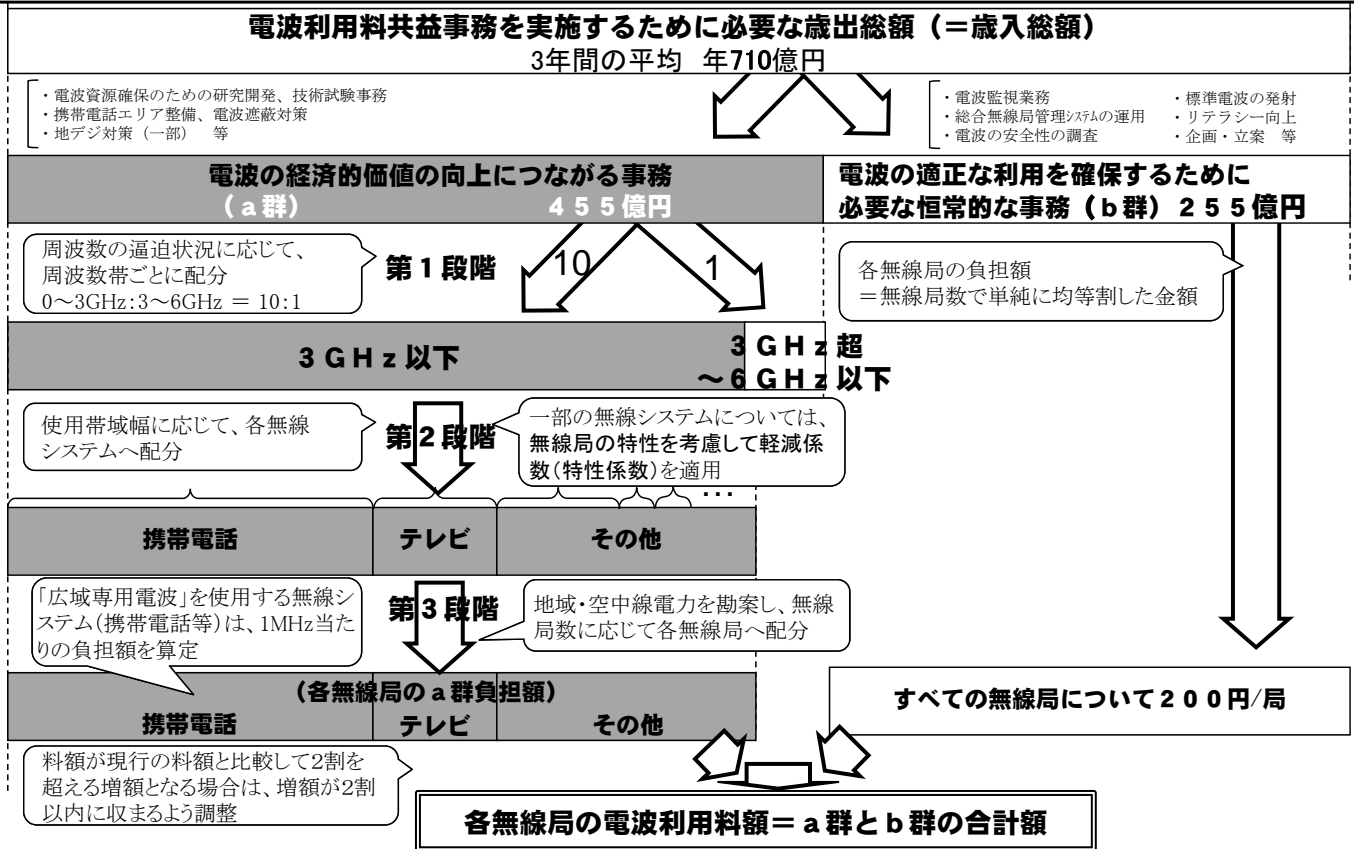 電波利用料共益事務を実施するために必要な歳出総額（＝歳入総額）
3年間の平均 年710億円
・電波資源確保のための研究開発、技術試験事務
・携帯電話エリア整備、電波遮蔽対策
・地デジ対策（一部） 等
・電波監視業務
・総合無線局管理ｼｽﾃﾑの運用
・電波の安全性の調査
・標準電波の発射
・リテラシー向上
・企画・立案 等
電波の経済的価値の向上につながる事務
（ａ群） ４５５億円
電波の適正な利用を確保するために
必要な恒常的な事務（ｂ群）２５５億円
周波数の逼迫状況に応じて、
周波数帯ごとに配分
0～3GHz:3～6GHz ＝ 10:1
第１段階
10
1
各無線局の負担額
＝無線局数で単純に均等割した金額
３ＧＨｚ以下
３ＧＨｚ超
～６ＧＨｚ以下
使用帯域幅に応じて、各無線
システムへ配分
第２段階
一部の無線システムについては、
無線局の特性を考慮して軽減係
数(特性係数)を適用
…
携帯電話
テレビ
その他
「広域専用電波」を使用する無線シ
ステム(携帯電話等)は、1MHz当た
りの負担額を算定
第３段階
地域・空中線電力を勘案し、無線
局数に応じて各無線局へ配分
（各無線局のａ群負担額）
携帯電話
テレビ
その他
すべての無線局について２００円/局
料額が現行の料額と比較して2割を
超える増額となる場合は、増額が2割
以内に収まるよう調整
各無線局の電波利用料額＝ａ群とｂ群の合計額